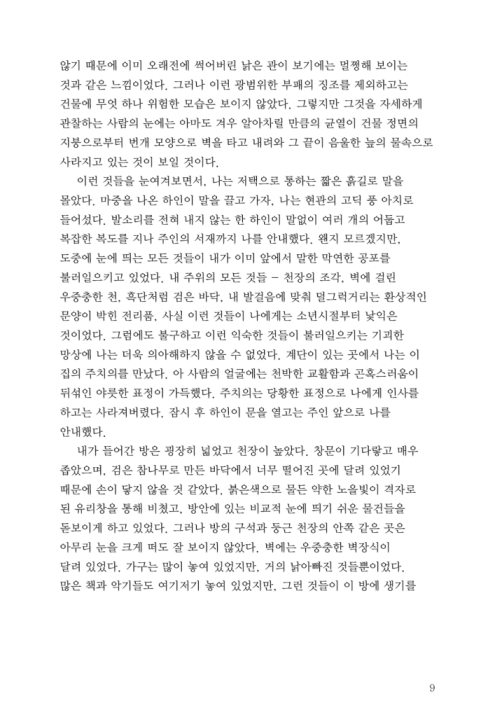 않기 때문에 이미 오래전에 썩어버린 낡은 관이 보기에는 멀쩡해 보이는
것과 같은 느낌이었다. 그러나 이런 광범위한 부패의 징조를 제외하고는
건물에 무엇 하나 위험한 모습은 보이지 않았다. 그렇지만 그것을 자세하게
관찰하는 사람의 눈에는 아마도 겨우 알아차릴 만큼의 균열이 건물 정면의
지붕으로부터 번개 모양으로 벽을 타고 내려와 그 끝이 음울한 늪의 물속으로
사라지고 있는 것이 보일 것이다.
이런 것들을 눈여겨보면서, 나는 저택으로 통하는 짧은 흙길로 말을
몰았다. 마중을 나온 하인이 말을 끌고 가자, 나는 현관의 고딕 풍 아치로
들어섰다. 발소리를 전혀 내지 않는 한 하인이 말없이 여러 개의 어둡고
복잡한 복도를 지나 주인의 서재까지 나를 안내했다. 왠지 모르겠지만,
도중에 눈에 띄는 모든 것들이 내가 이미 앞에서 말한 막연한 공포를
불러일으키고 있었다. 내 주위의 모든 것들 – 천장의 조각, 벽에 걸린
우중충한 천, 흑단처럼 검은 바닥, 내 발걸음에 맞춰 덜그럭거리는 환상적인
문양이 박힌 전리품, 사실 이런 것들이 나에게는 소년시절부터 낯익은
것이었다. 그럼에도 불구하고 이런 익숙한 것들이 불러일으키는 기괴한
망상에 나는 더욱 의아해하지 않을 수 없었다. 계단이 있는 곳에서 나는 이
집의 주치의를 만났다. 아 사람의 얼굴에는 천박한 교활함과 곤혹스러움이
뒤섞인 야릇한 표정이 가득했다. 주치의는 당황한 표정으로 나에게 인사를
하고는 사라져버렸다. 잠시 후 하인이 문을 열고는 주인 앞으로 나를
안내했다.
내가 들어간 방은 굉장히 넓었고 천장이 높았다. 창문이 기다랗고 매우
좁았으며, 검은 참나무로 만든 바닥에서 너무 떨어진 곳에 달려 있었기
때문에 손이 닿지 않을 것 같았다. 붉은색으로 물든 약한 노을빛이 격자로
된 유리창을 통해 비쳤고, 방안에 있는 비교적 눈에 띄기 쉬운 물건들을
돋보이게 하고 있었다. 그러나 방의 구석과 둥근 천장의 안쪽 같은 곳은
아무리 눈을 크게 떠도 잘 보이지 않았다. 벽에는 우중충한 벽장식이
달려 있었다. 가구는 많이 놓여 있었지만, 거의 낡아빠진 것들뿐이었다.
많은 책과 악기들도 여기저기 놓여 있었지만, 그런 것들이 이 방에 생기를
9